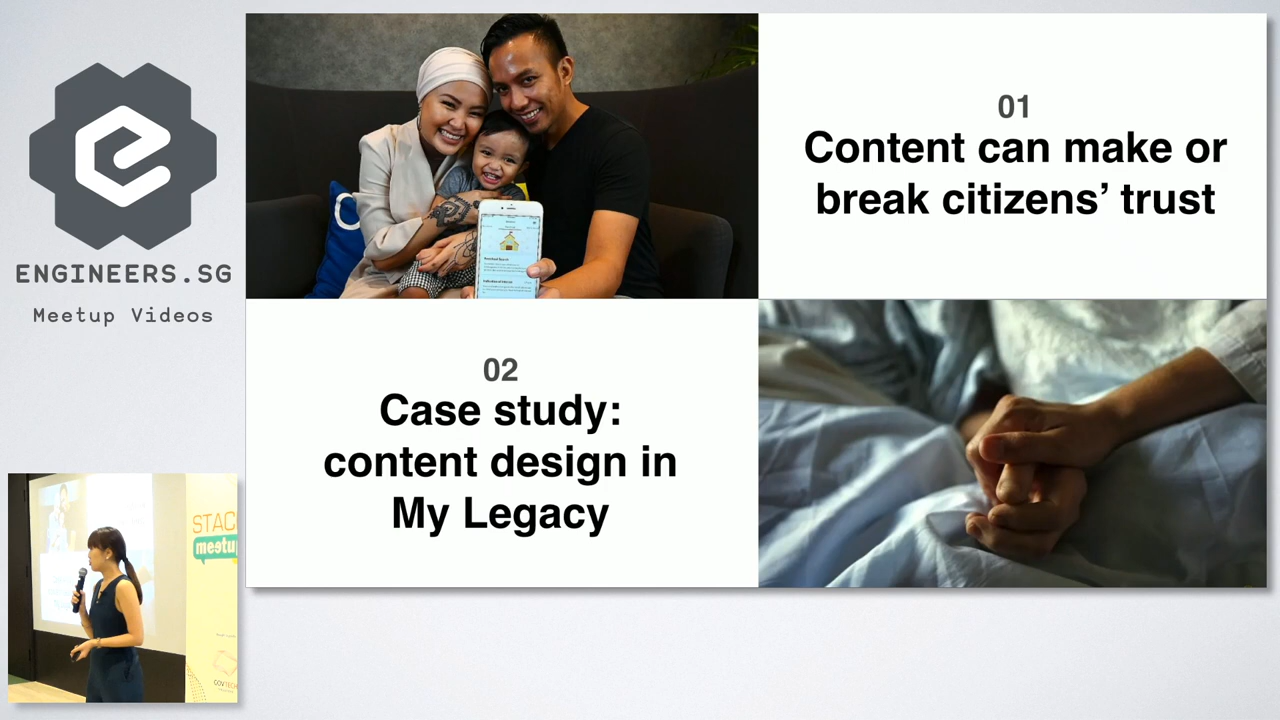 ENGINEERS.SG
Meetup Videos
01
Content can make or
break citizens’ trust
02
Case study:
content design in
My Legacy
STAC
meetu